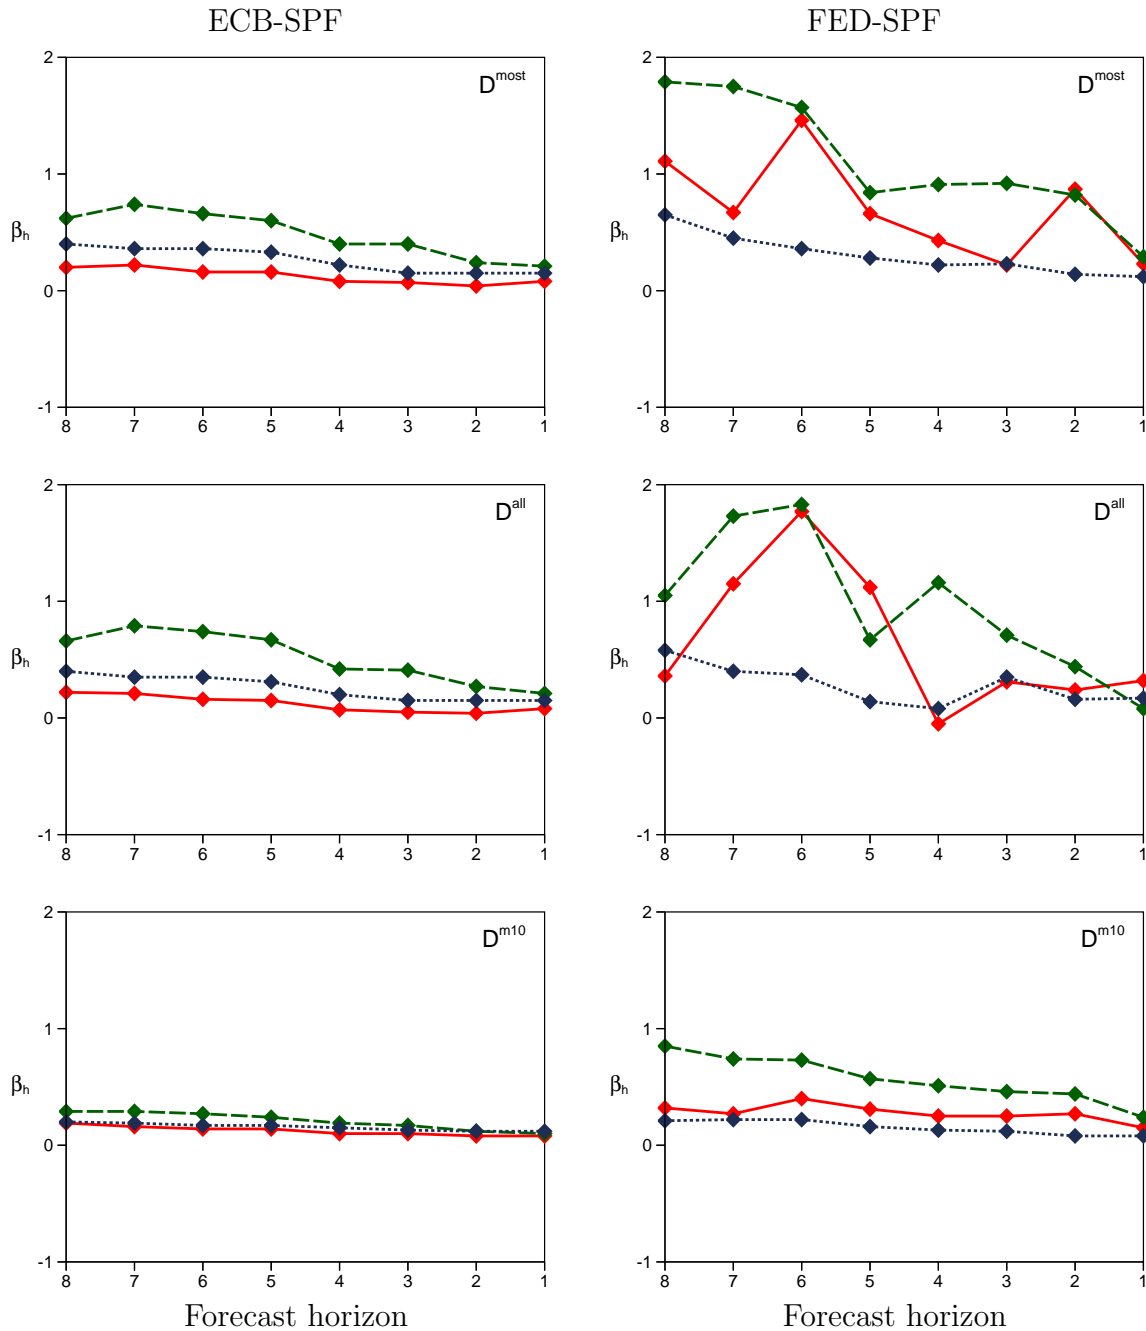 ECB-SPF FED-SPF
2 D^most 2 D^most
1 1
β_h β_h
0 0
-1 -1
8 7 6 5 4 3 2 1 8 7 6 5 4 3 2 1
2 D^all 2 D^all
1 1
β_h β_h
0 0
-1 -1
8 7 6 5 4 3 2 1 8 7 6 5 4 3 2 1
2 D^m10 2 D^m10
1 1
β_h β_h
0 0
-1 -1
8 7 6 5 4 3 2 1 8 7 6 5 4 3 2 1
Forecast horizon Forecast horizon